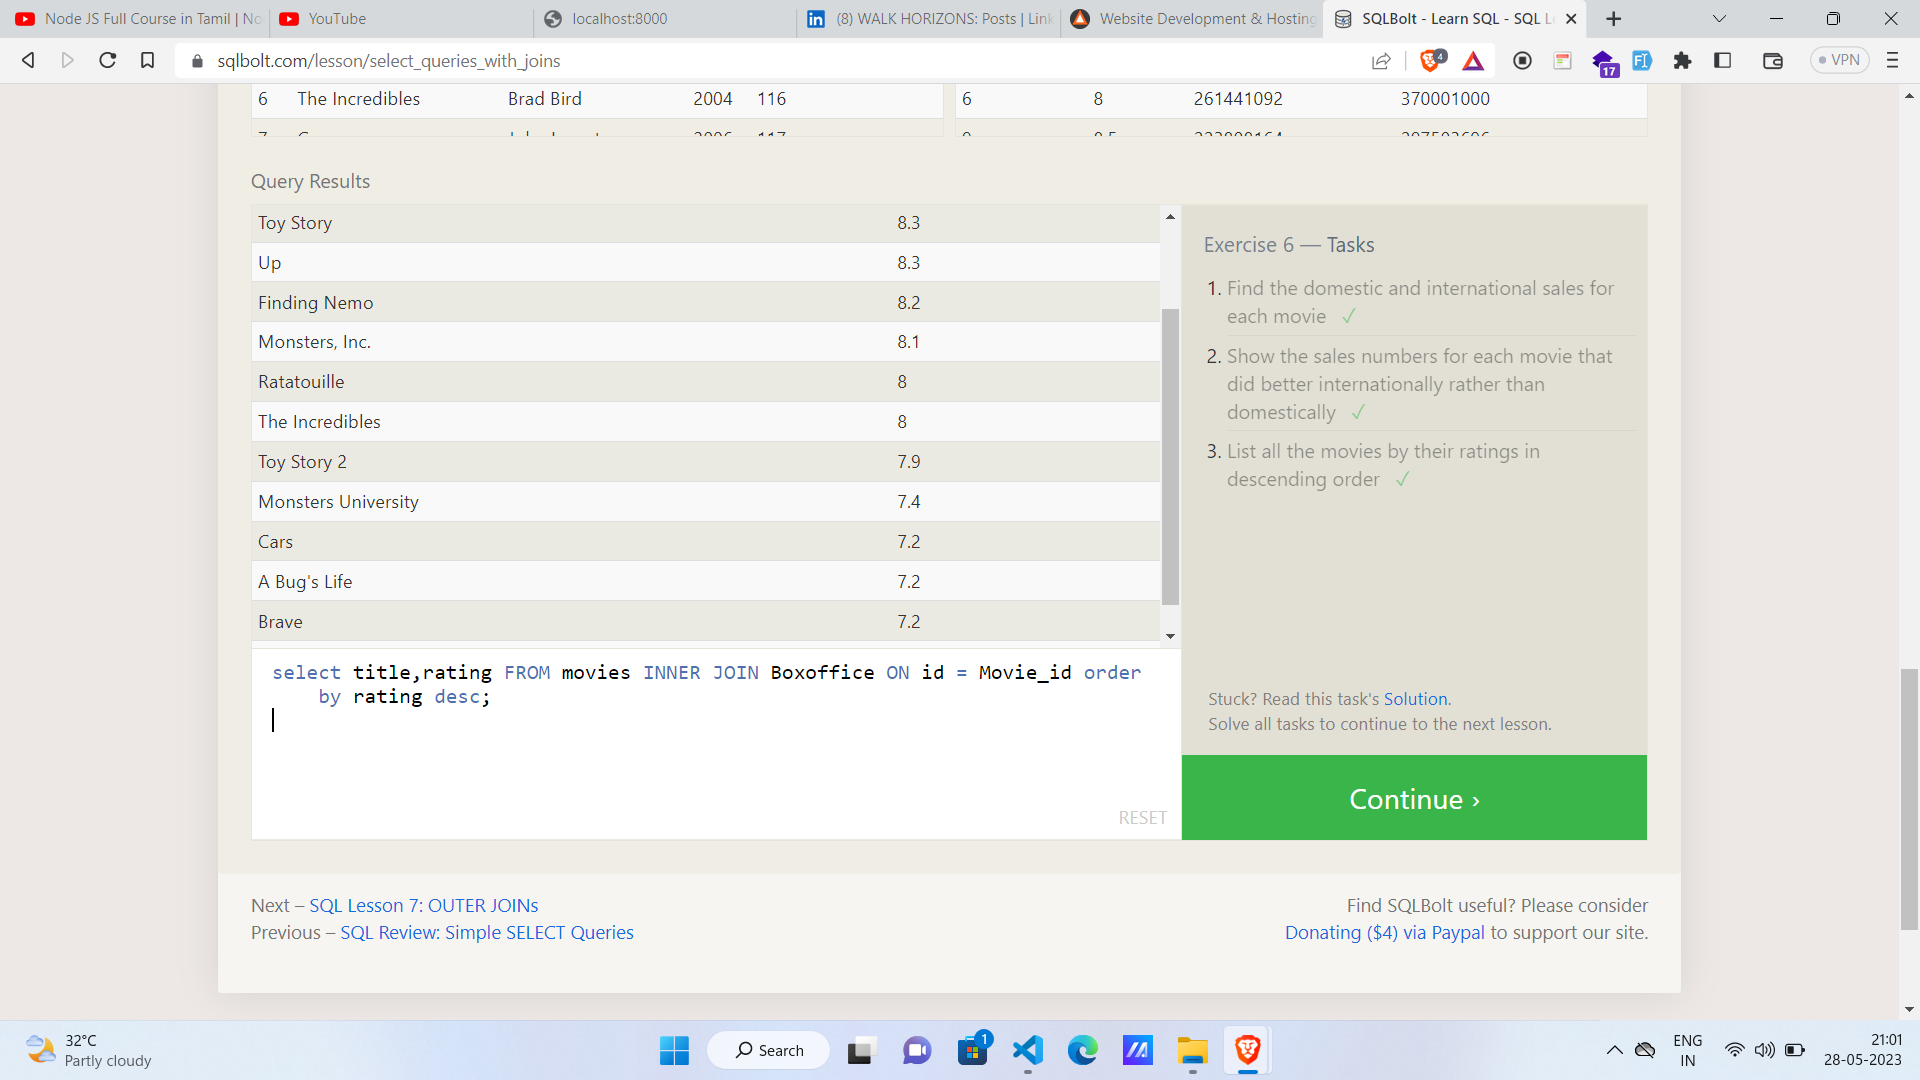 Node JS Full Course in Tamil | No
YouTube
localhost:8000
(8) WALK HORIZONS: Posts | Link
Website Development & Hosting
SQLBolt - Learn SQL - SQL Le
sqlbolt.com/lesson/select_queries_with_joins
4
17
VPN
6 The Incredibles Brad Bird 2004 116
6 8 261441092 370001000
Query Results
Toy Story 8.3
Up 8.3
Finding Nemo 8.2
Monsters, Inc. 8.1
Ratatouille 8
The Incredibles 8
Toy Story 2 7.9
Monsters University 7.4
Cars 7.2
A Bug's Life 7.2
Brave 7.2
Exercise 6 — Tasks
1. Find the domestic and international sales for
each movie ✓
2. Show the sales numbers for each movie that
did better internationally rather than
domestically ✓
3. List all the movies by their ratings in
descending order ✓
select title,rating FROM movies INNER JOIN Boxoffice ON id = Movie_id order
by rating desc;
RESET
Stuck? Read this task's Solution.
Solve all tasks to continue to the next lesson.
Continue ›
Next – SQL Lesson 7: OUTER JOINs
Previous – SQL Review: Simple SELECT Queries
Find SQLBolt useful? Please consider
Donating ($4) via Paypal to support our site.
32°C
Partly cloudy
Search
1
ENG
IN
21:01
28-05-2023